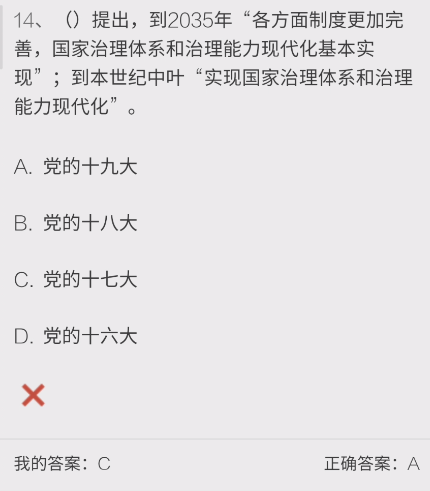 14、（）提出，到2035年“各方面制度更加完
善，国家治理体系和治理能力现代化基本实
现”；到本世纪中叶“实现国家治理体系和治理
能力现代化”。
A. 党的十九大
B. 党的十八大
C. 党的十七大
D. 党的十六大
我的答案：C 正确答案：A